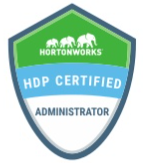 HORTONWORKS
HDP CERTIFIED
ADMINISTRATOR